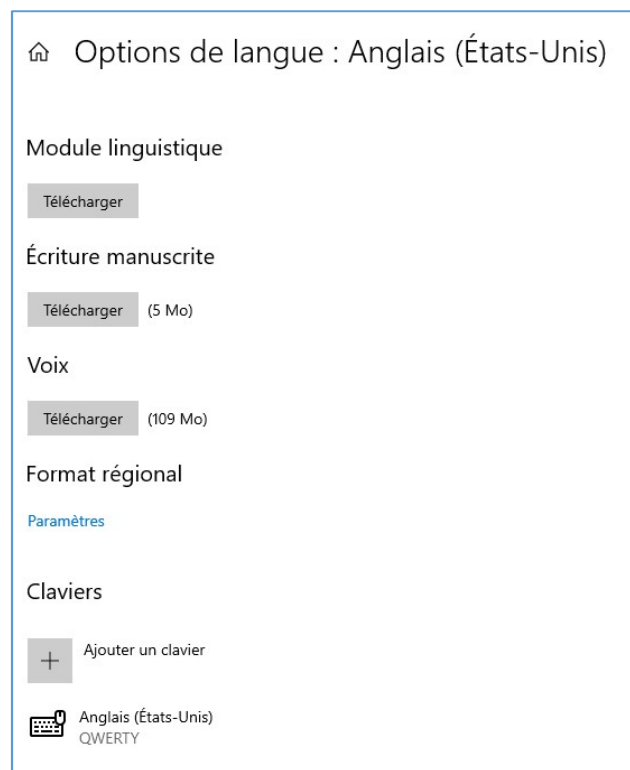 Options de langue : Anglais (États-Unis)
Module linguistique
Télécharger
Écriture manuscrite
Télécharger (5 Mo)
Voix
Télécharger (109 Mo)
Format régional
Paramètres
Claviers
Ajouter un clavier
Anglais (États-Unis)
QWERTY